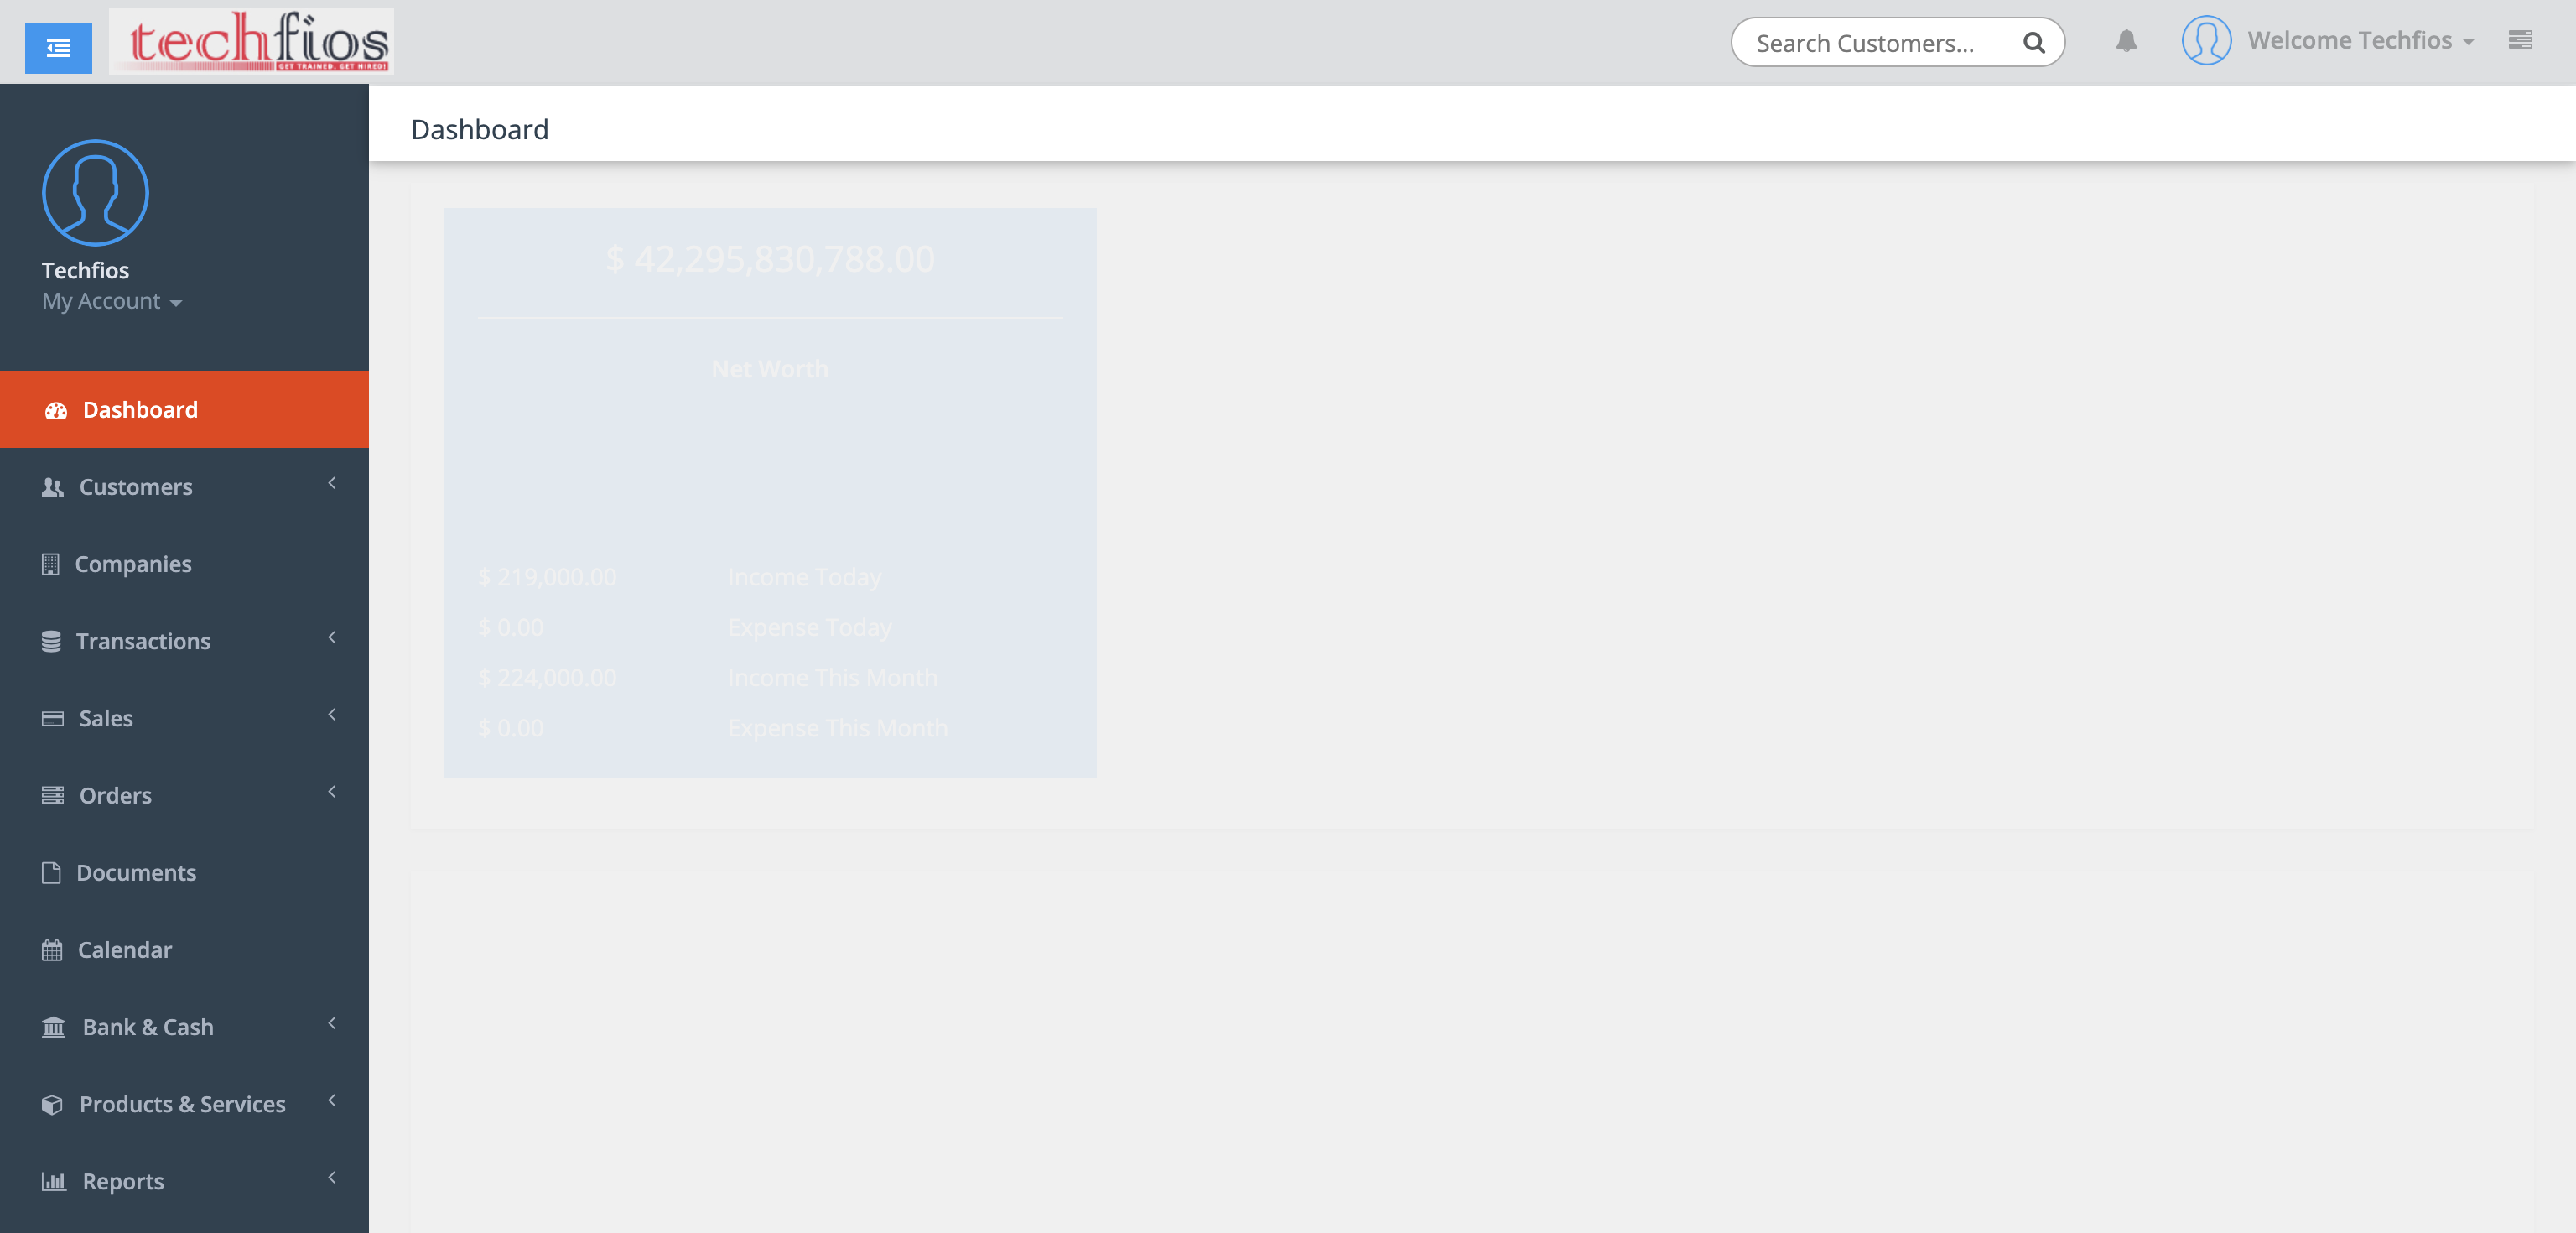 techfios
GET TRAINED. GET HIRED!
Search Customers...
Welcome Techfios
Techfios
My Account
Dashboard
Customers
Companies
Transactions
Sales
Orders
Documents
Calendar
Bank & Cash
Products & Services
Reports
Dashboard
$ 42,295,830,788.00
Net Worth
$ 219,000.00 Income Today
$ 0.00 Expense Today
$ 224,000.00 Income This Month
$ 0.00 Expense This Month